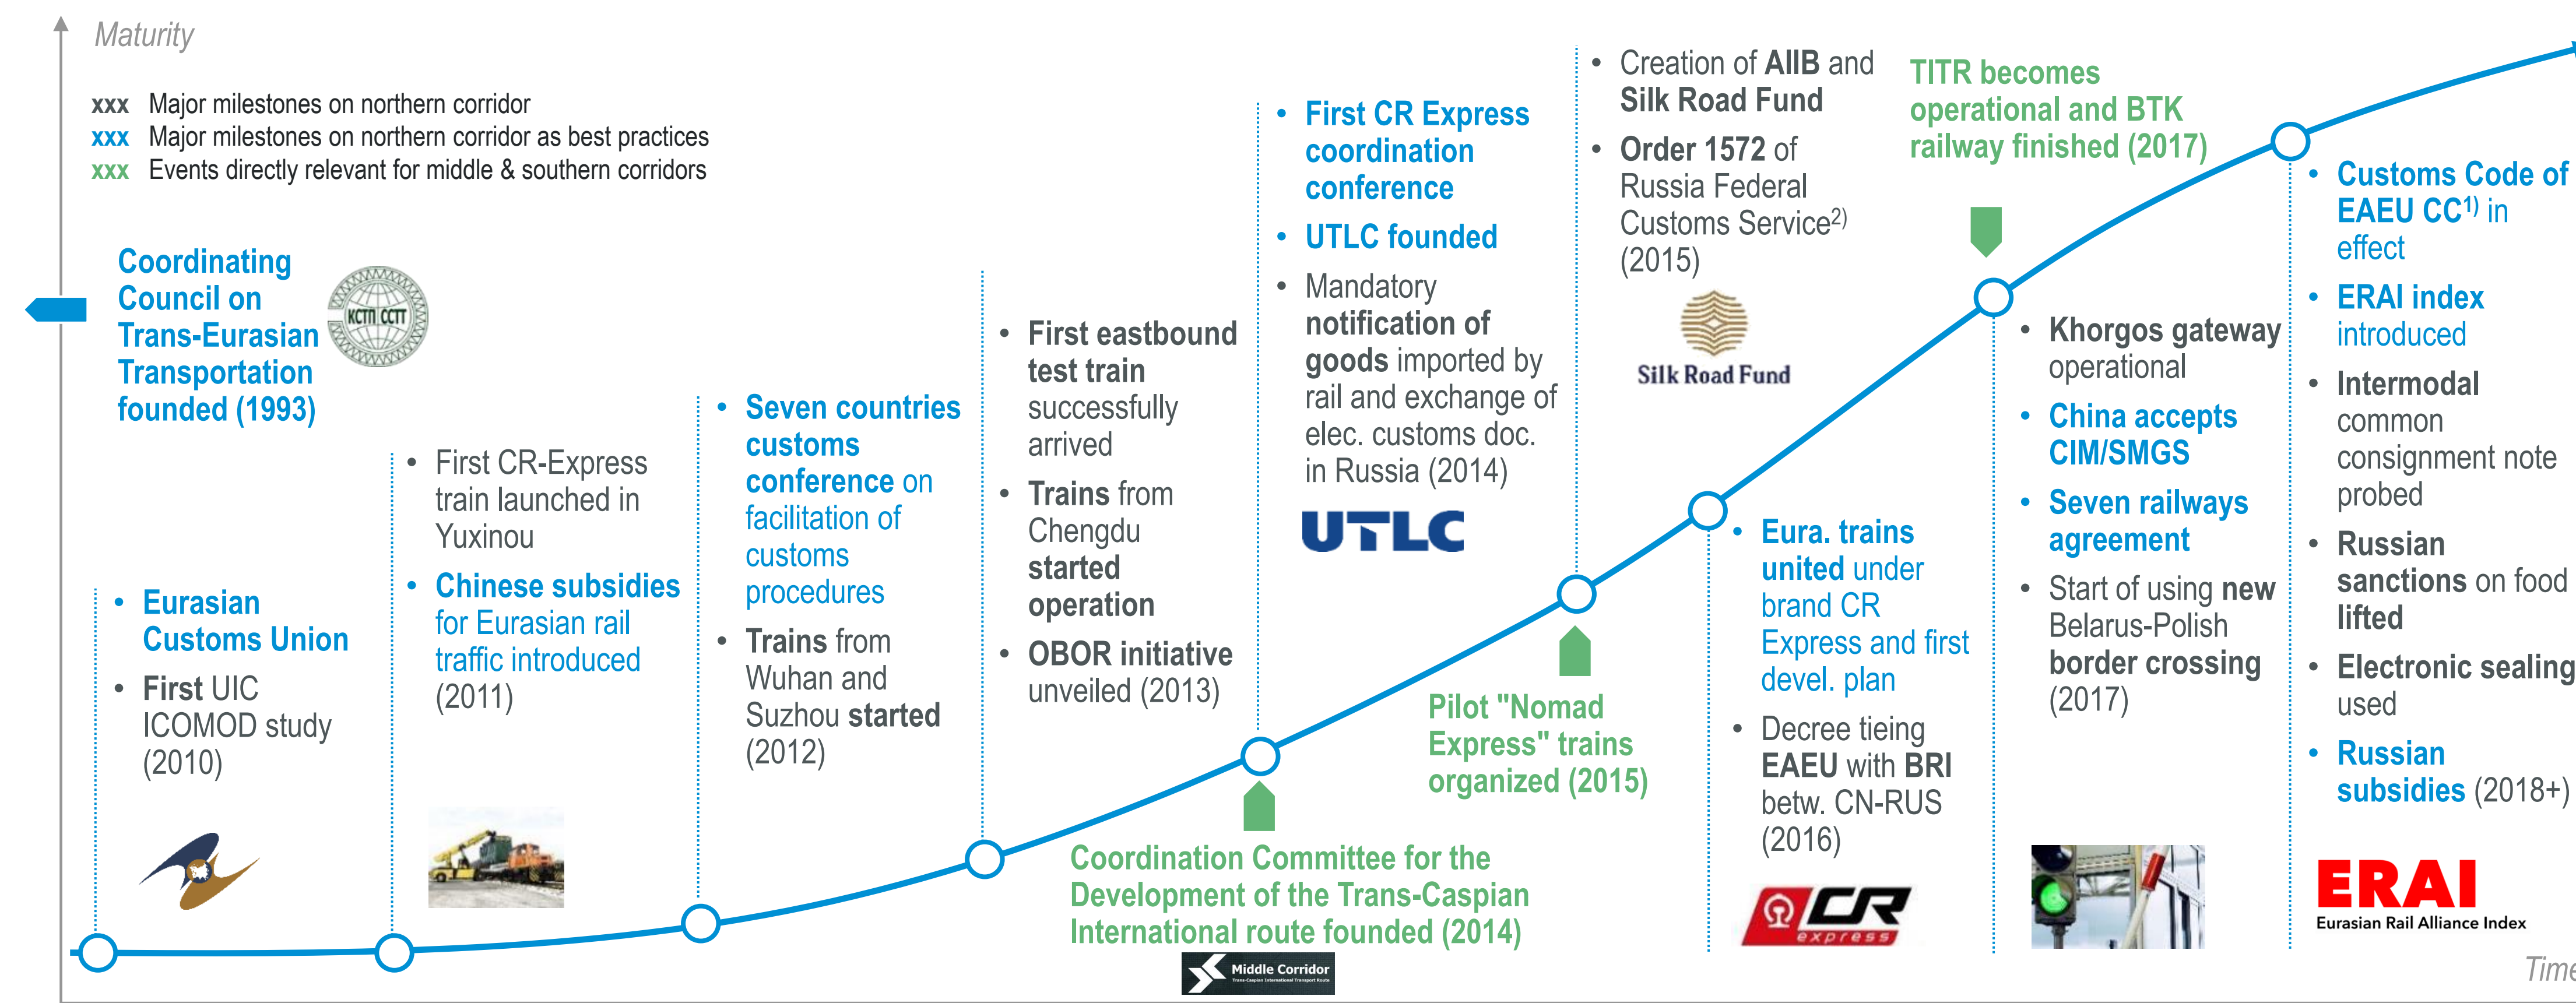 Maturity
xxx Major milestones on northern corridor
xxx Major milestones on northern corridor as best practices
xxx Events directly relevant for middle & southern corridors
Coordinating
Council on
Trans-Eurasian
Transportation
founded (1993)
КСТП CCTT
• Eurasian
Customs Union
• First UIC
ICOMOD study
(2010)
• First CR-Express
train launched in
Yuxinou
• Chinese subsidies
for Eurasian rail
traffic introduced
(2011)
• Seven countries
customs
conference on
facilitation of
customs
procedures
• Trains from
Wuhan and
Suzhou started
(2012)
• First eastbound
test train
successfully
arrived
• Trains from
Chengdu
started
operation
• OBOR initiative
unveiled (2013)
• First CR Express
coordination
conference
• UTLC founded
• Mandatory
notification of
goods imported by
rail and exchange of
elec. customs doc.
in Russia (2014)
UTLC
Coordination Committee for the
Development of the Trans-Caspian
International route founded (2014)
Middle Corridor
Trans-Caspian International Transport Route
• Creation of AIIB and
Silk Road Fund
• Order 1572 of
Russia Federal
Customs Service2)
(2015)
Silk Road Fund
Pilot "Nomad
Express" trains
organized (2015)
• Eura. trains
united under
brand CR
Express and first
devel. plan
• Decree tieing
EAEU with BRI
betw. CN-RUS
(2016)
CR
express
TITR becomes
operational and BTK
railway finished (2017)
• Khorgos gateway
operational
• China accepts
CIM/SMGS
• Seven railways
agreement
• Start of using new
Belarus-Polish
border crossing
(2017)
• Customs Code of
EAEU CC1) in
effect
• ERAI index
introduced
• Intermodal
common
consignment note
probed
• Russian
sanctions on food
lifted
• Electronic sealing
used
• Russian
subsidies (2018+)
ERAI
Eurasian Rail Alliance Index
Time